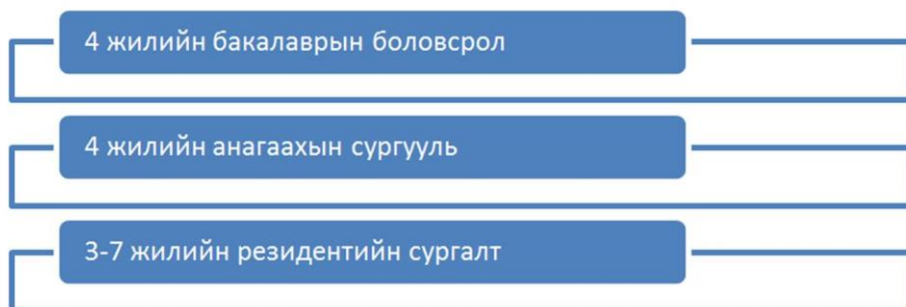 4 жилийн бакалаврын боловсрол
4 жилийн анагаахын сургууль
3-7 жилийн резидентийн сургалт